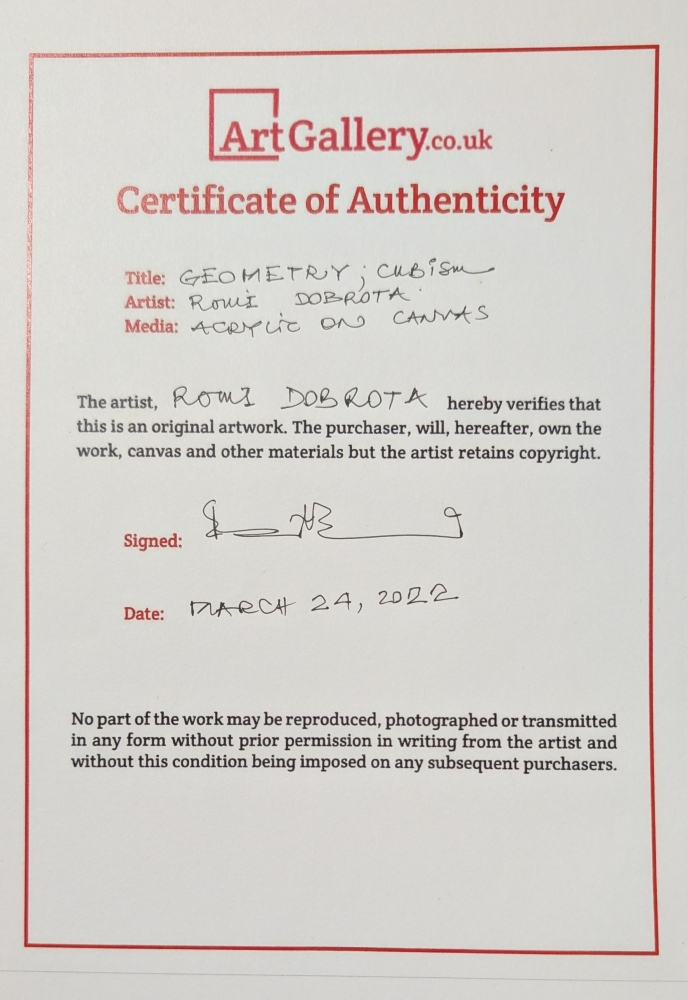 ArtGallery.co.uk
Certificate of Authenticity
Title: GEOMETRY; CUBISM
Artist: ROMI DOBROTA
Media: ACRYLIC ON CANVAS
The artist, ROMI DOBROTA hereby verifies that
this is an original artwork. The purchaser, will, hereafter, own the
work, canvas and other materials but the artist retains copyright.
Signed:
Date: MARCH 24, 2022
No part of the work may be reproduced, photographed or transmitted
in any form without prior permission in writing from the artist and
without this condition being imposed on any subsequent purchasers.